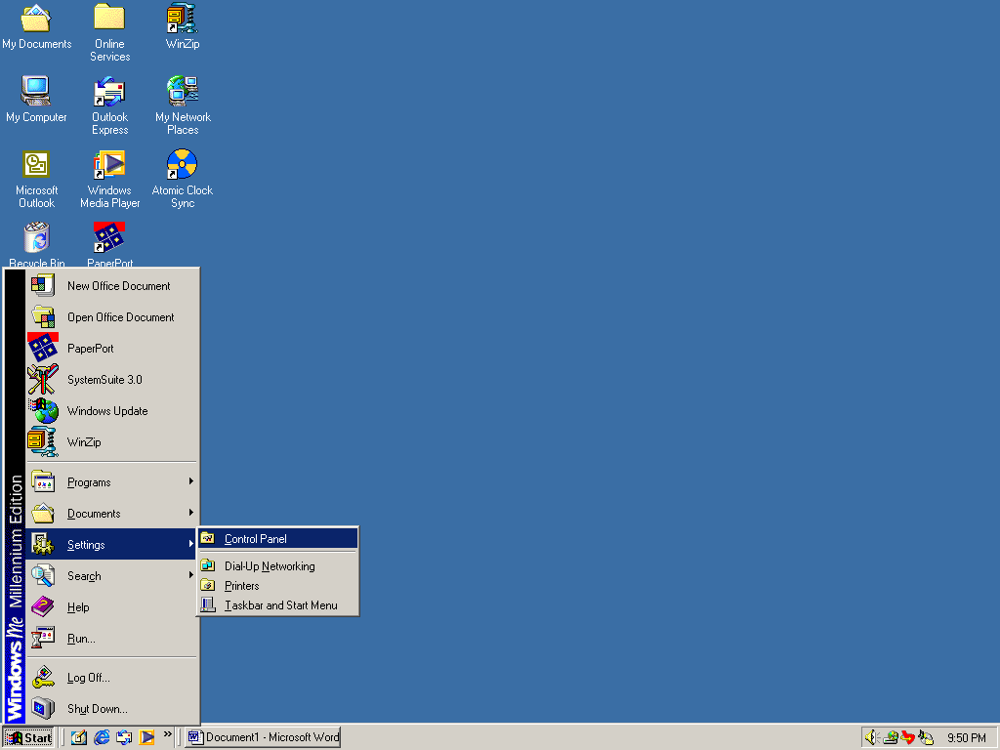 My Documents
Online
Services
WinZip
My Computer
Outlook
Express
My Network
Places
Microsoft
Outlook
Windows
Media Player
Atomic Clock
Sync
Recycle Bin
PaperPort
New Office Document
Open Office Document
PaperPort
SystemSuite 3.0
Windows Update
WinZip
Programs
Documents
Settings
Search
Help
Run...
Log Off...
Shut Down...
Windows Me Millennium Edition
Control Panel
Dial-Up Networking
Printers
Taskbar and Start Menu
Start
»
Document1 - Microsoft Word
9:50 PM